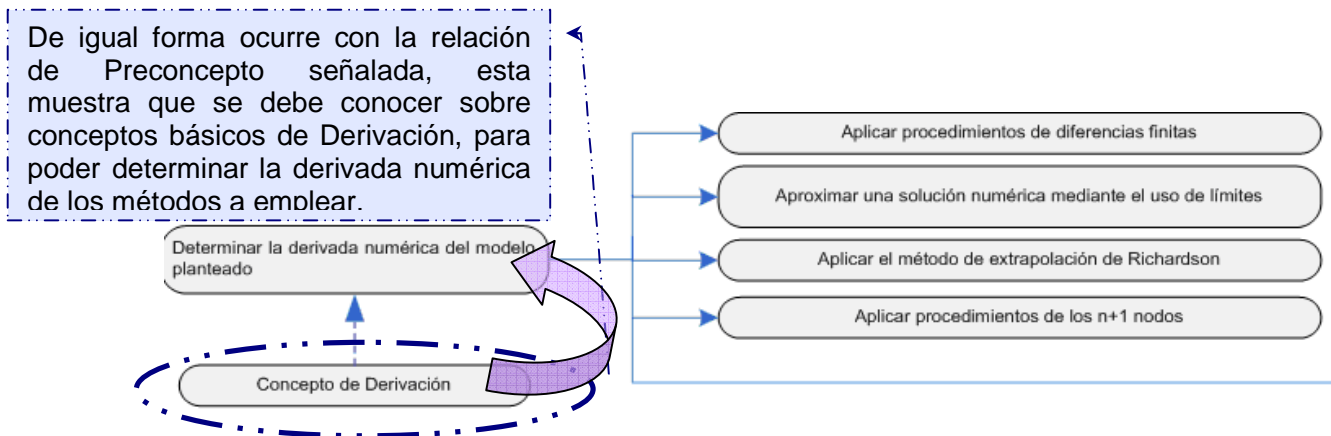 De igual forma ocurre con la relación
de Preconcepto señalada, esta
muestra que se debe conocer sobre
conceptos básicos de Derivación, para
poder determinar la derivada numérica
de los métodos a emplear.
Determinar la derivada numérica del modelo
planteado
Concepto de Derivación
Aplicar procedimientos de diferencias finitas
Aproximar una solución numérica mediante el uso de límites
Aplicar el método de extrapolación de Richardson
Aplicar procedimientos de los n+1 nodos